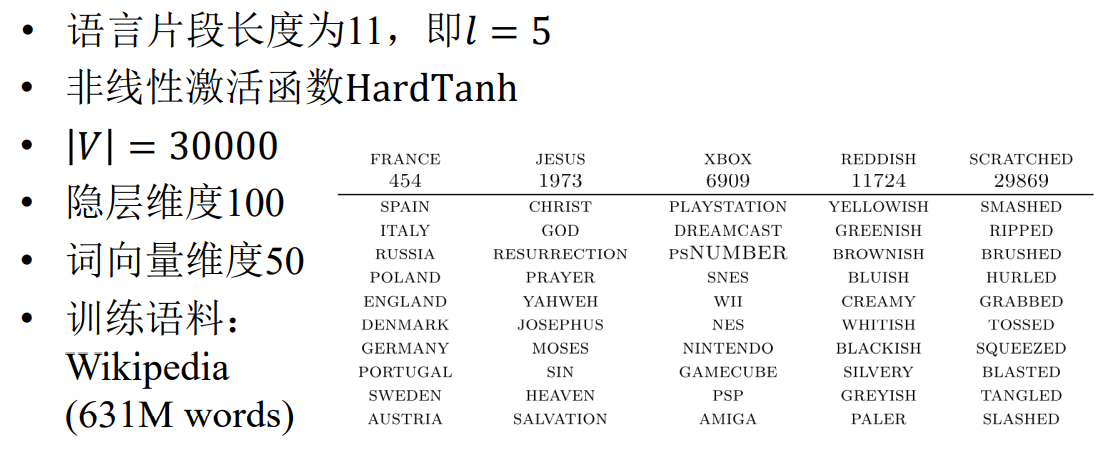 • 语言片段长度为11，即l = 5
• 非线性激活函数HardTanh
• |V| = 30000
• 隐层维度100
• 词向量维度50
• 训练语料：
Wikipedia
(631M words)
FRANCE JESUS XBOX REDDISH SCRATCHED
454 1973 6909 11724 29869
SPAIN CHRIST PLAYSTATION YELLOWISH SMASHED
ITALY GOD DREAMCAST GREENISH RIPPED
RUSSIA RESURRECTION PSNUMBER BROWNISH BRUSHED
POLAND PRAYER SNES BLUISH HURLED
ENGLAND YAHWEH WII CREAMY GRABBED
DENMARK JOSEPHUS NES WHITISH TOSSED
GERMANY MOSES NINTENDO BLACKISH SQUEEZED
PORTUGAL SIN GAMECUBE SILVERY BLASTED
SWEDEN HEAVEN PSP GREYISH TANGLED
AUSTRIA SALVATION AMIGA PALER SLASHED